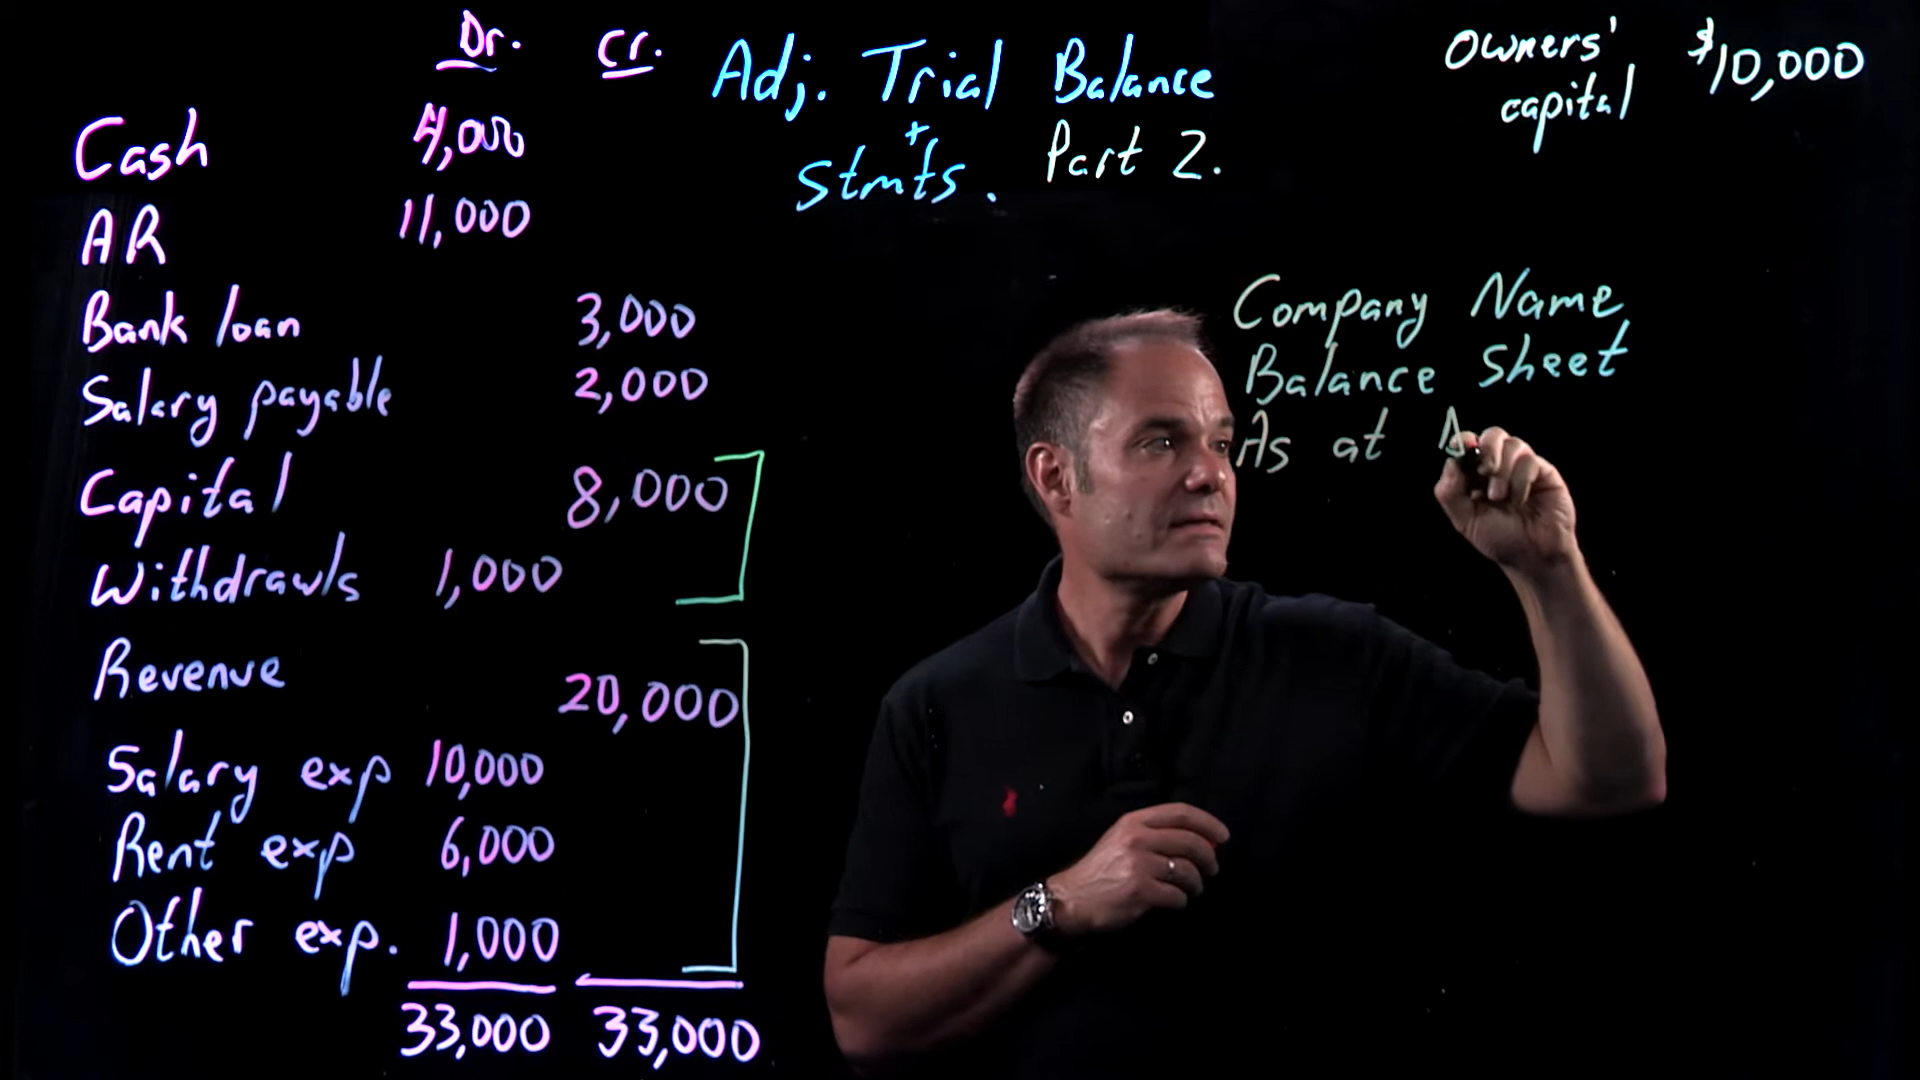 Dr. Cr.
Cash 4,000
AR 11,000
Bank loan 3,000
Salary payable 2,000
Capital 8,000
Withdrawls 1,000
Revenue 20,000
Salary exp 10,000
Rent exp 6,000
Other exp. 1,000
33,000 33,000
Adj. Trial Balance
+
Stmts. Part 2.
Owners' $10,000
capital
Company Name
Balance Sheet
As at